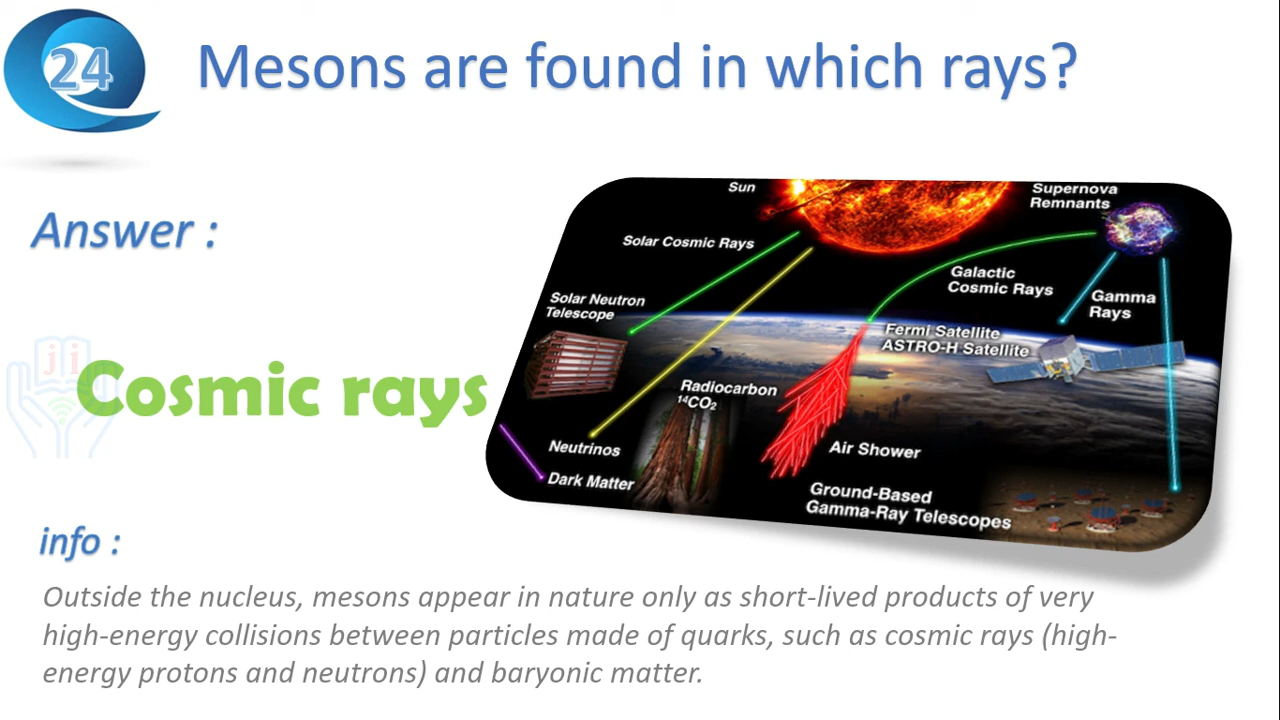 24
Mesons are found in which rays?
Answer :
Sun
Supernova
Remnants
Solar Cosmic Rays
Galactic
Cosmic Rays
Gamma
Rays
Solar Neutron
Telescope
Fermi Satellite
ASTRO-H Satellite
ji
Cosmic rays
Radiocarbon
¹⁴CO₂
Neutrinos
Air Shower
Dark Matter
Ground-Based
Gamma-Ray Telescopes
info :
Outside the nucleus, mesons appear in nature only as short-lived products of very
high-energy collisions between particles made of quarks, such as cosmic rays (high-
energy protons and neutrons) and baryonic matter.